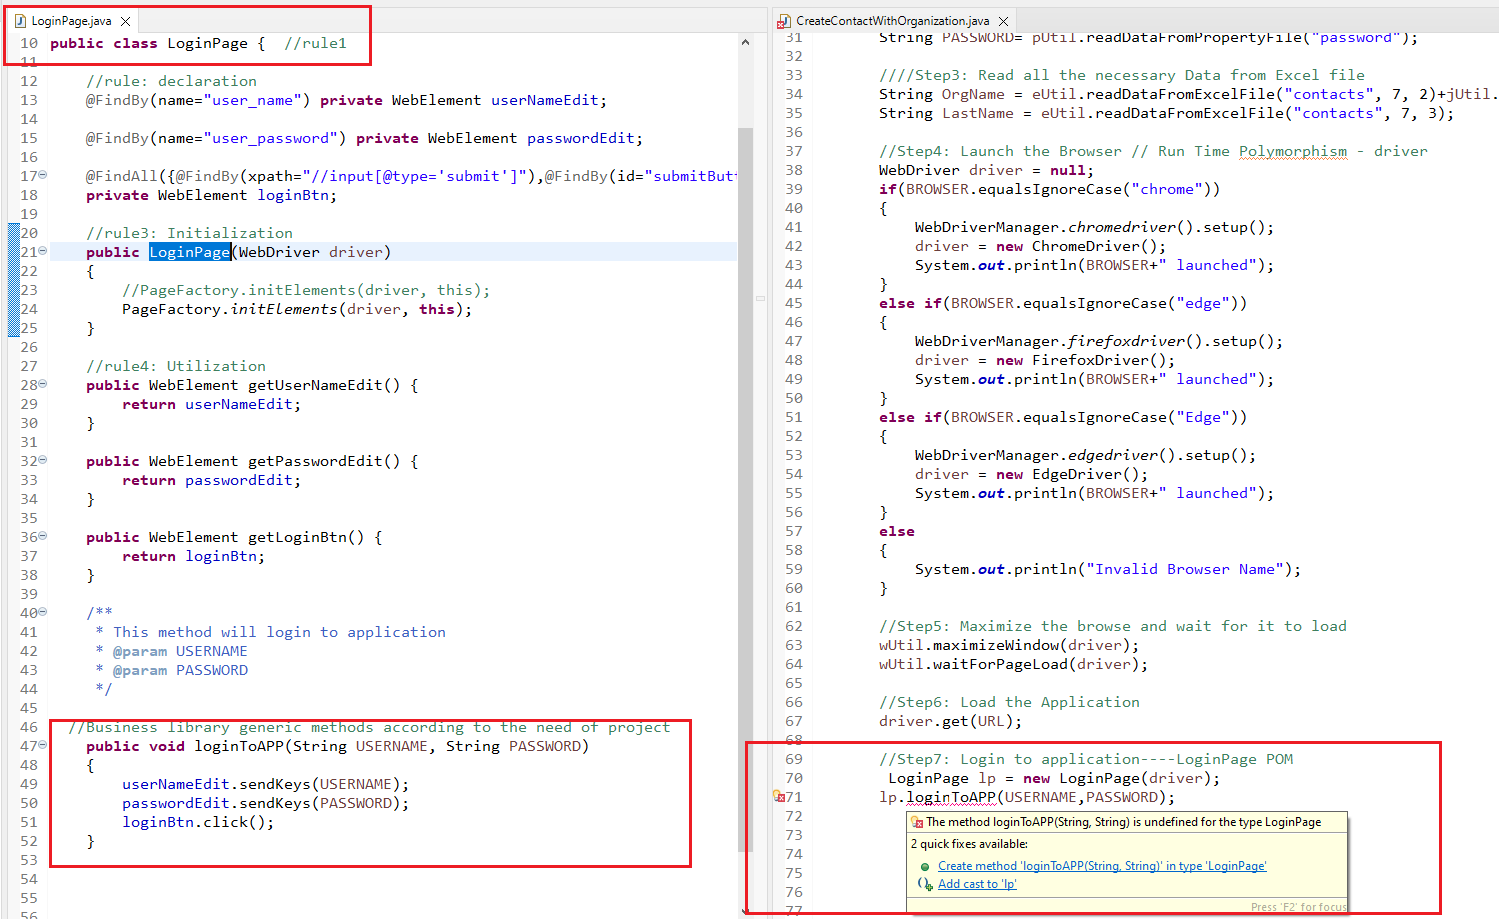 LoginPage.java
10 public class LoginPage {  //rule1
11
12     //rule: declaration
13     @FindBy(name="user_name") private WebElement userNameEdit;
14
15     @FindBy(name="user_password") private WebElement passwordEdit;
16
17     @FindAll({@FindBy(xpath="//input[@type='submit']"),@FindBy(id="submitButt
18     private WebElement loginBtn;
19
20     //rule3: Initialization
21     public LoginPage(WebDriver driver)
22     {
23         //PageFactory.initElements(driver, this);
24         PageFactory.initElements(driver, this);
25     }
26
27     //rule4: Utilization
28     public WebElement getUserNameEdit() {
29         return userNameEdit;
30     }
31
32     public WebElement getPasswordEdit() {
33         return passwordEdit;
34     }
35
36     public WebElement getLoginBtn() {
37         return loginBtn;
38     }
39
40     /**
41      * This method will login to application
42      * @param USERNAME
43      * @param PASSWORD
44      */
45
46   //Business library generic methods according to the need of project
47     public void loginToAPP(String USERNAME, String PASSWORD)
48     {
49         userNameEdit.sendKeys(USERNAME);
50         passwordEdit.sendKeys(PASSWORD);
51         loginBtn.click();
52     }
53
54
55
56
CreateContactWithOrganization.java
31        String PASSWORD= pUtil.readDataFromPropertyFile("password");
32
33        ////Step3: Read all the necessary Data from Excel file
34        String OrgName = eUtil.readDataFromExcelFile("contacts", 7, 2)+jUtil.
35        String LastName = eUtil.readDataFromExcelFile("contacts", 7, 3);
36
37        //Step4: Launch the Browser // Run Time Polymorphism - driver
38        WebDriver driver = null;
39        if(BROWSER.equalsIgnoreCase("chrome"))
40        {
41            WebDriverManager.chromedriver().setup();
42            driver = new ChromeDriver();
43            System.out.println(BROWSER+" launched");
44        }
45        else if(BROWSER.equalsIgnoreCase("edge"))
46        {
47            WebDriverManager.firefoxdriver().setup();
48            driver = new FirefoxDriver();
49            System.out.println(BROWSER+" launched");
50        }
51        else if(BROWSER.equalsIgnoreCase("Edge"))
52        {
53            WebDriverManager.edgedriver().setup();
54            driver = new EdgeDriver();
55            System.out.println(BROWSER+" launched");
56        }
57        else
58        {
59            System.out.println("Invalid Browser Name");
60        }
61
62        //Step5: Maximize the browse and wait for it to load
63        wUtil.maximizeWindow(driver);
64        wUtil.waitForPageLoad(driver);
65
66        //Step6: Load the Application
67        driver.get(URL);
68
69        //Step7: Login to application----LoginPage POM
70         LoginPage lp = new LoginPage(driver);
71        lp.loginToAPP(USERNAME,PASSWORD);
72
The method loginToAPP(String, String) is undefined for the type LoginPage
73
2 quick fixes available:
74
Create method 'loginToAPP(String, String)' in type 'LoginPage'
75
Add cast to 'lp'
76
77
Press 'F2' for focus